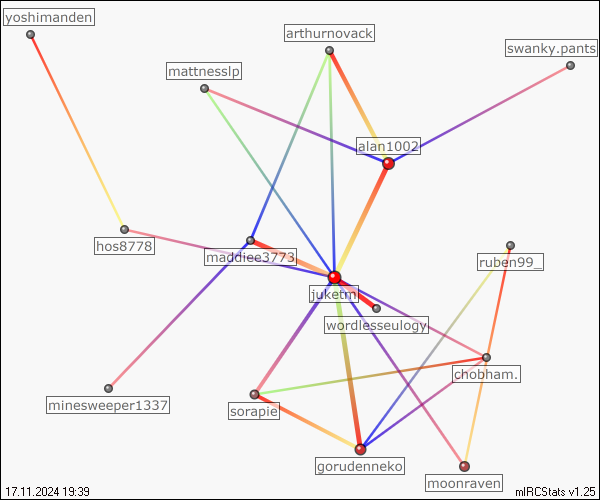 yoshimanden
arthurnovack
swanky.pants
mattnesslp
alan1002
hos8778
maddiee3773
ruben99_
juketm
wordlesseulogy
chobham.
minesweeper1337
sorapie
gorudenneko
moonraven
17.11.2024 19:39
mIRCStats v1.25